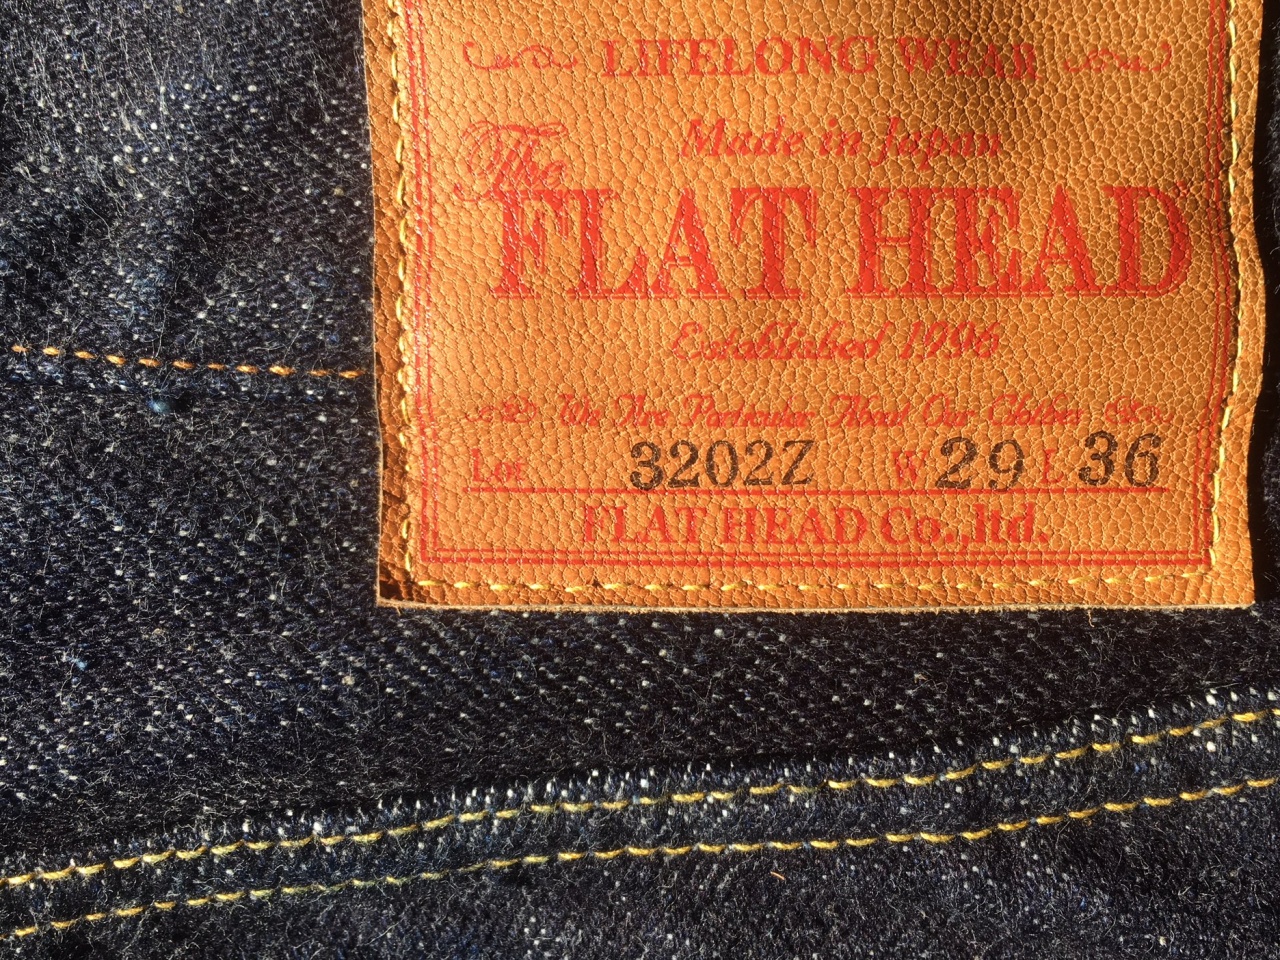 LIFELONG WEAR
Made in Japan
The
FLAT HEAD
Established 1996
We Are Particular About Our Clothes
Lot 3202Z W 29 L 36
FLAT HEAD Co.,ltd.